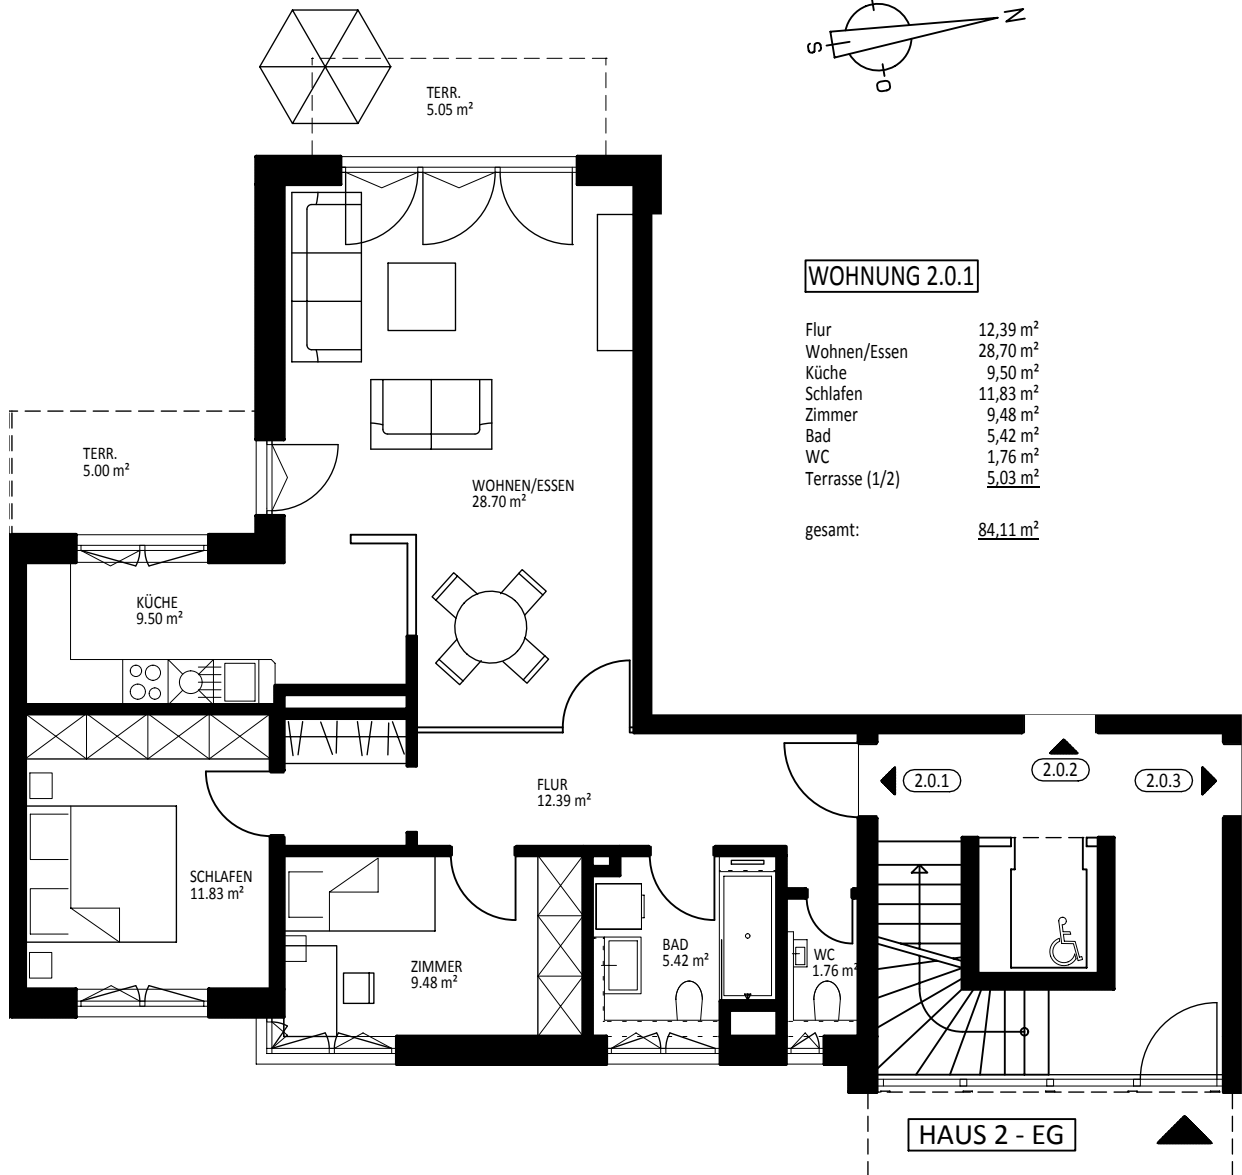 N
S
O
TERR.
5.05 m²
WOHNUNG 2.0.1
Flur 12,39 m²
Wohnen/Essen 28,70 m²
Küche 9,50 m²
Schlafen 11,83 m²
Zimmer 9,48 m²
Bad 5,42 m²
WC 1,76 m²
Terrasse (1/2) 5,03 m²
gesamt: 84,11 m²
TERR.
5.00 m²
WOHNEN/ESSEN
28.70 m²
KÜCHE
9.50 m²
FLUR
12.39 m²
2.0.1
2.0.2
2.0.3
SCHLAFEN
11.83 m²
ZIMMER
9.48 m²
BAD
5.42 m²
WC
1.76 m²
HAUS 2 - EG